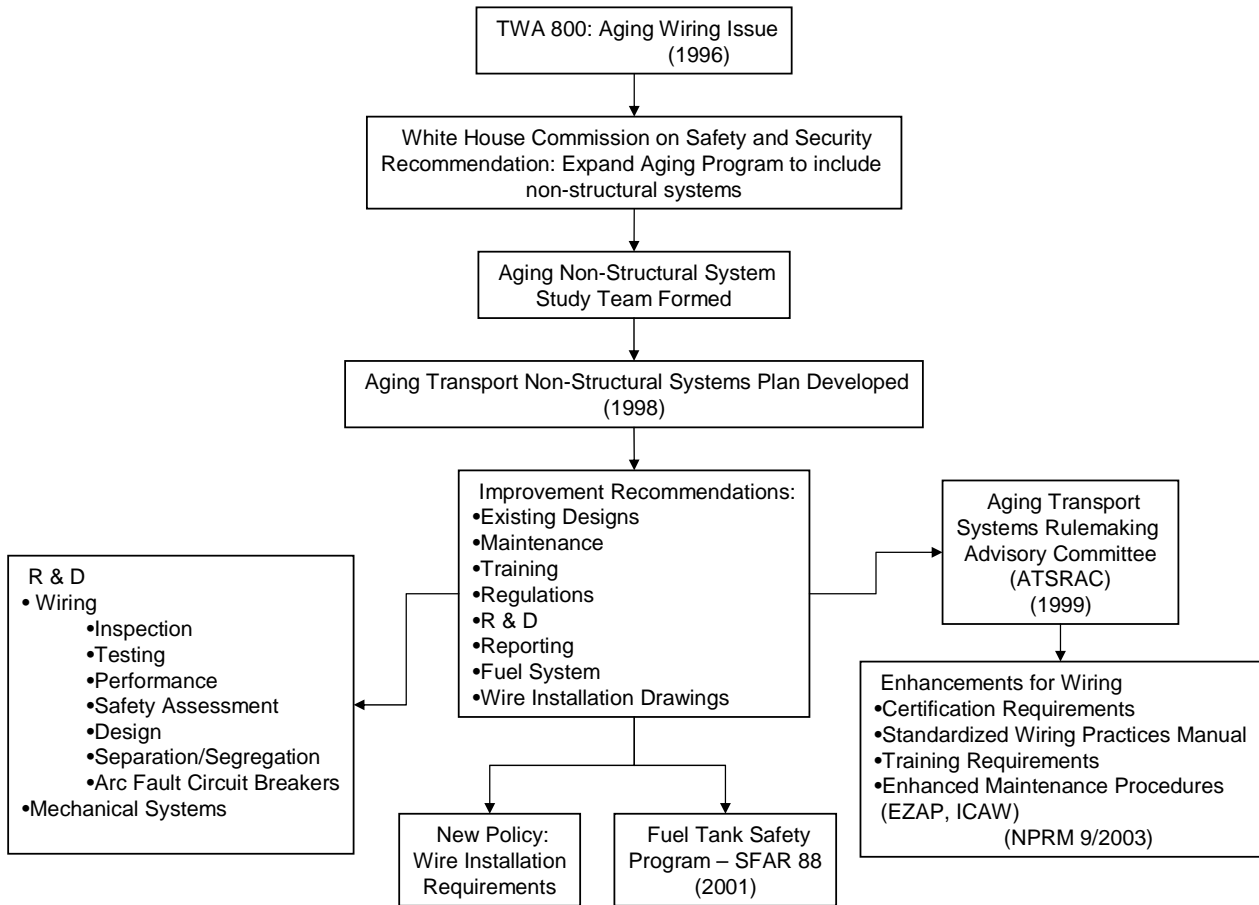 TWA 800: Aging Wiring Issue
(1996)
White House Commission on Safety and Security
Recommendation: Expand Aging Program to include
non-structural systems
Aging Non-Structural System
Study Team Formed
Aging Transport Non-Structural Systems Plan Developed
(1998)
Improvement Recommendations:
•Existing Designs
•Maintenance
•Training
•Regulations
•R & D
•Reporting
•Fuel System
•Wire Installation Drawings
R & D
• Wiring
•Inspection
•Testing
•Performance
•Safety Assessment
•Design
•Separation/Segregation
•Arc Fault Circuit Breakers
•Mechanical Systems
Aging Transport
Systems Rulemaking
Advisory Committee
(ATSRAC)
(1999)
Enhancements for Wiring
•Certification Requirements
•Standardized Wiring Practices Manual
•Training Requirements
•Enhanced Maintenance Procedures
(EZAP, ICAW)
(NPRM 9/2003)
New Policy:
Wire Installation
Requirements
Fuel Tank Safety
Program – SFAR 88
(2001)